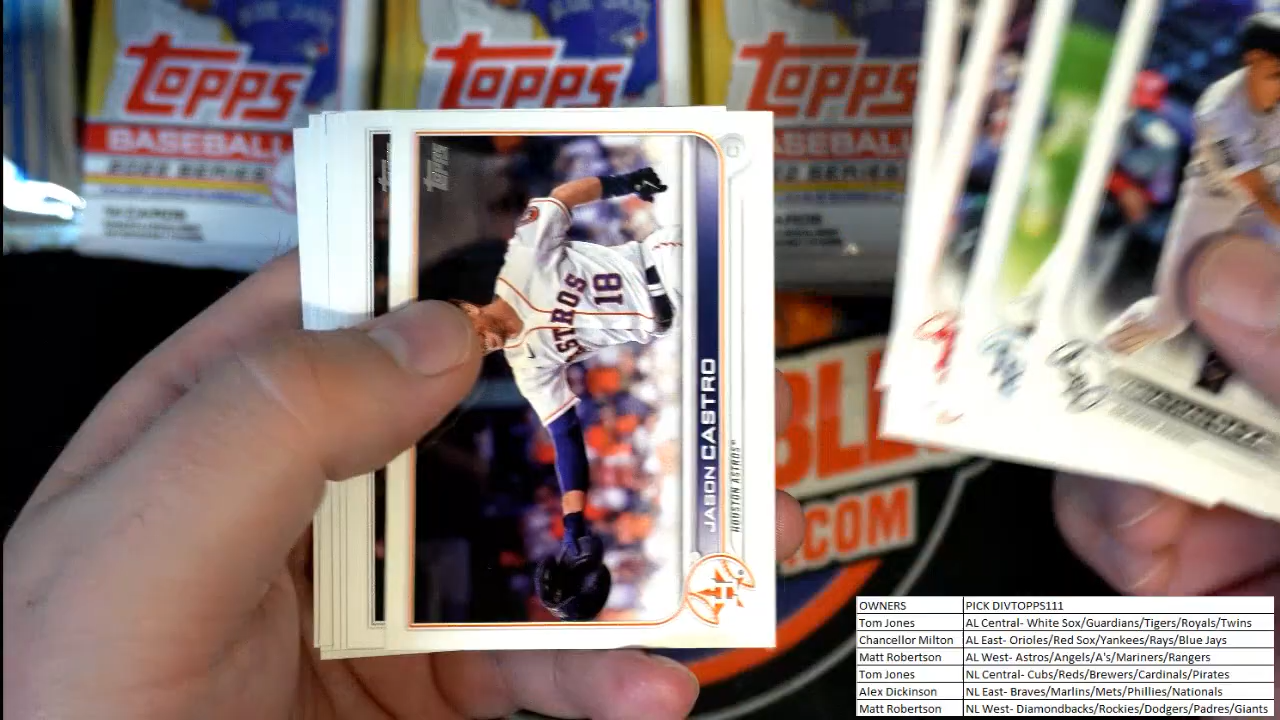 BLUE JAYS
TOPPS
BASEBALL
2022 SERIES
TOPPS
TOPPS
BASEBALL
TOPPS
ASTROS
18
JASON CASTRO
HOUSTON ASTROS
BLE
.COM
OWNERS PICK DIVTOPPS111
Tom Jones AL Central- White Sox/Guardians/Tigers/Royals/Twins
Chancellor Milton AL East- Orioles/Red Sox/Yankees/Rays/Blue Jays
Matt Robertson AL West- Astros/Angels/A's/Mariners/Rangers
Tom Jones NL Central- Cubs/Reds/Brewers/Cardinals/Pirates
Alex Dickinson NL East- Braves/Marlins/Mets/Phillies/Nationals
Matt Robertson NL West- Diamondbacks/Rockies/Dodgers/Padres/Giants